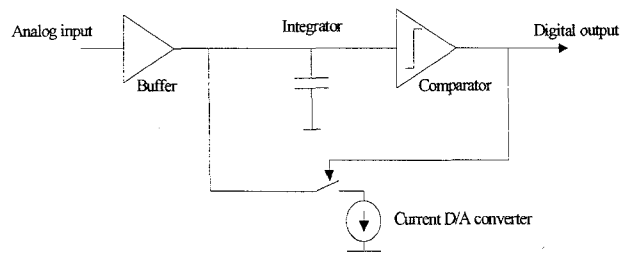 Analog input
Integrator
Digital output
Buffer
Comparator
Current D/A converter